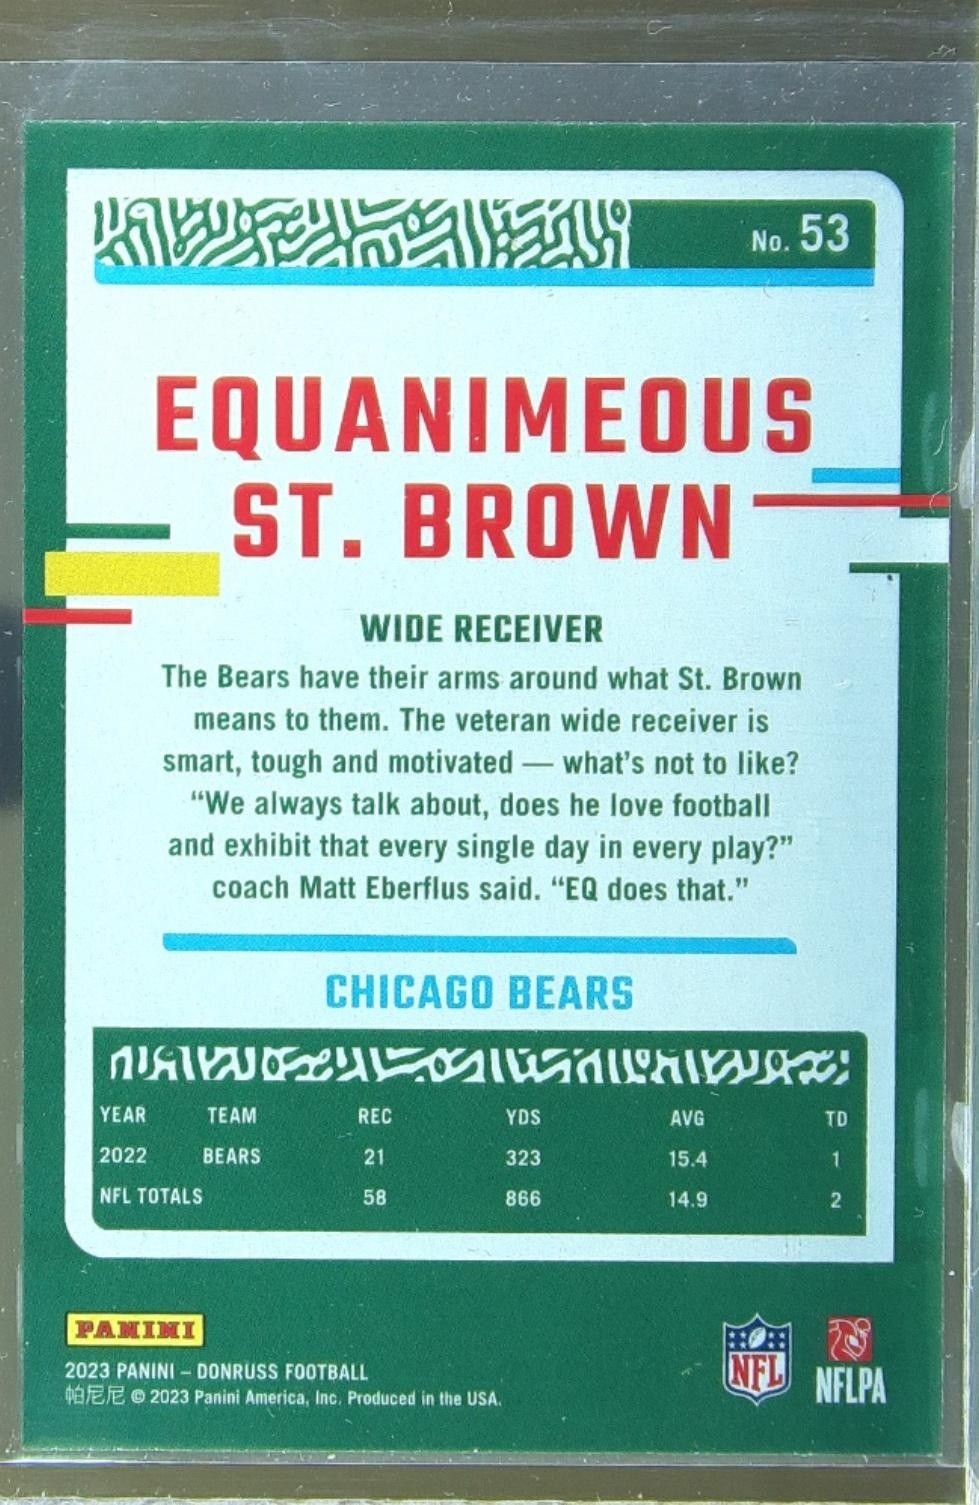 No. 53
EQUANIMEOUS
ST. BROWN
WIDE RECEIVER
The Bears have their arms around what St. Brown
means to them. The veteran wide receiver is
smart, tough and motivated — what's not to like?
“We always talk about, does he love football
and exhibit that every single day in every play?”
coach Matt Eberflus said. “EQ does that.”
CHICAGO BEARS
YEAR TEAM REC YDS AVG TD
2022 BEARS 21 323 15.4 1
NFL TOTALS 58 866 14.9 2
PANINI
2023 PANINI – DONRUSS FOOTBALL
帕尼尼 © 2023 Panini America, Inc. Produced in the USA.
NFL
NFLPA